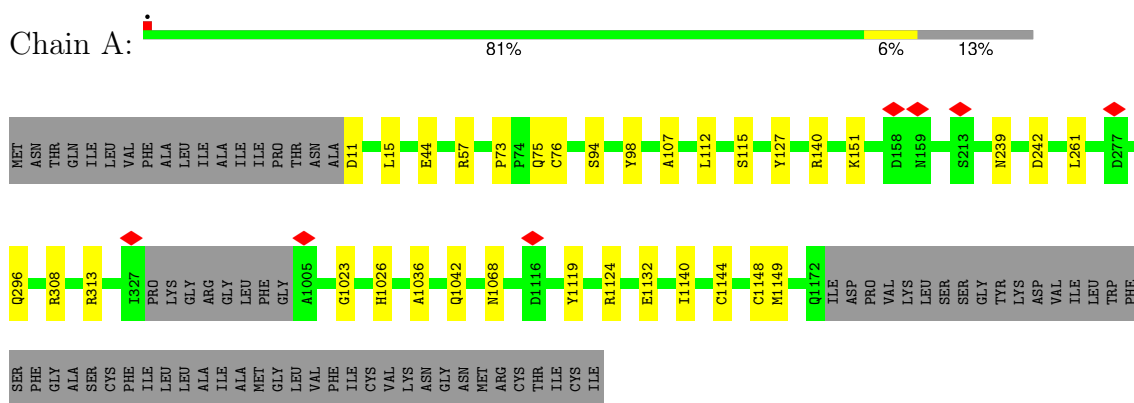 Chain A:
81% 6% 13%
MET ASN THR GLN ILE LEU VAL PHE ALA LEU ILE ALA ILE ILE PRO THR ASN ALA D11 L15 E44 R57 P73 P74 Q75 C76 S94 Y98 A107 L112 S115 Y127 R140 K151 D158 N159 S213 N239 D242 L261 D277
Q296 R308 R313 I327 PRO LYS GLY ARG GLY LEU PHE GLY A1005 G1023 H1026 A1036 Q1042 N1068 D1116 Y1119 R1124 E1132 I1140 C1144 C1148 M1149 Q1172 ILE ASP PRO VAL LYS LEU SER SER GLY TYR LYS ASP VAL ILE LEU TRP PHE
SER PHE GLY ALA SER CYS PHE ILE LEU LEU ALA ILE ALA MET GLY LEU VAL PHE ILE CYS VAL LYS ASN GLY ASN MET ARG CYS THR ILE CYS ILE